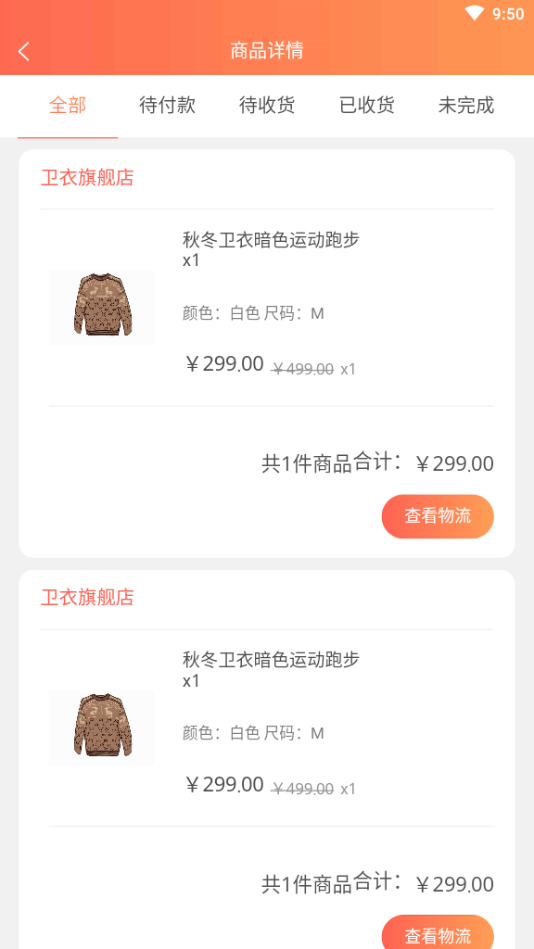 9:50
商品详情
全部 待付款 待收货 已收货 未完成
卫衣旗舰店
秋冬卫衣暗色运动跑步
x1
颜色：白色 尺码：M
￥299.00 ￥499.00 x1
共1件商品合计：￥299.00
查看物流
卫衣旗舰店
秋冬卫衣暗色运动跑步
x1
颜色：白色 尺码：M
￥299.00 ￥499.00 x1
共1件商品合计：￥299.00
查看物流